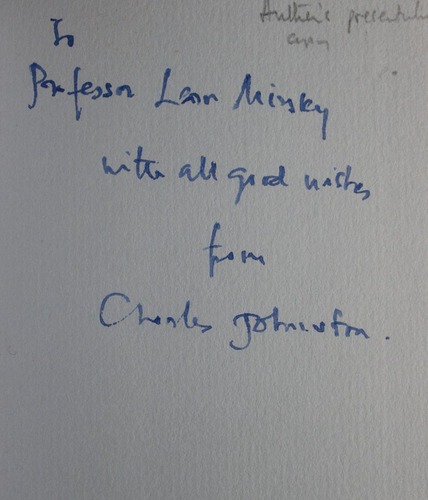 Author's presentation
copy
To
Professor Leon Minsky
with all good wishes
from
Charles Johnston.